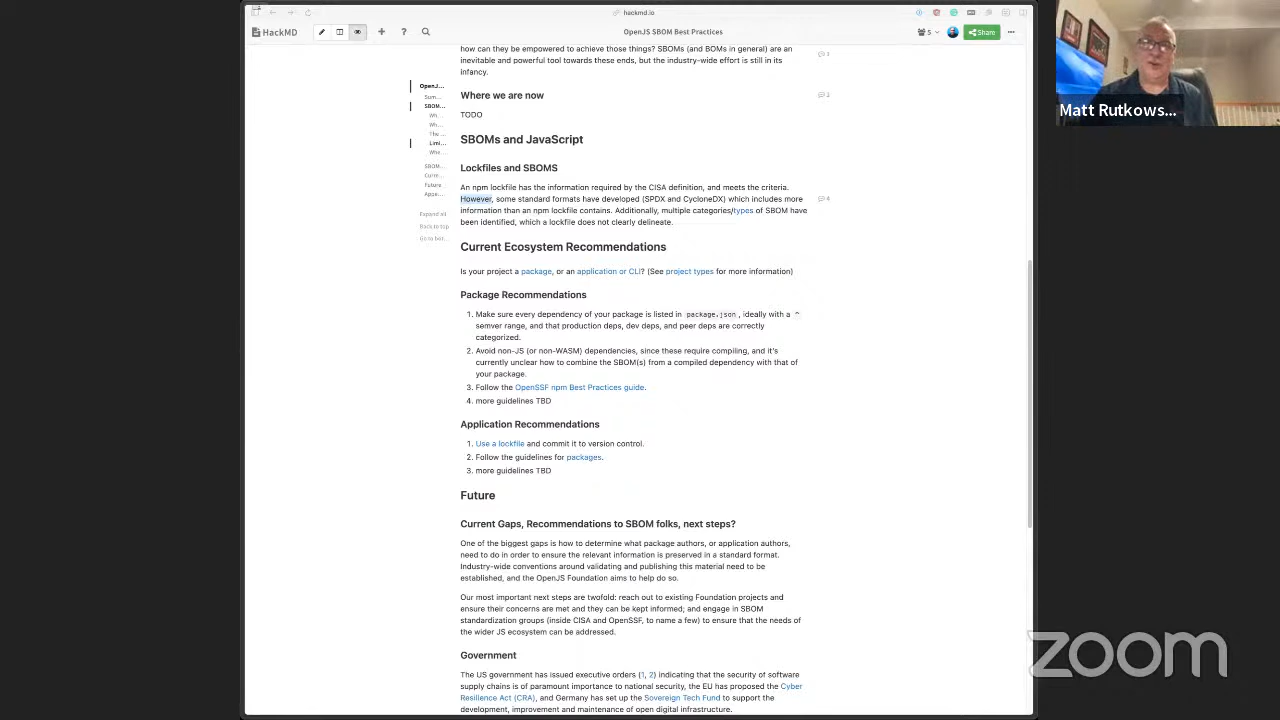 hackmd.io
HackMD
OpenJS SBOM Best Practices
5
Share
how can they be empowered to achieve those things? SBOMs (and BOMs in general) are an
inevitable and powerful tool towards these ends, but the industry-wide effort is still in its
infancy.
OpenJ...
Sum...
SBOM...
Wh...
Wh...
The ...
Limi...
Whe...
SBOM...
Curre...
Future
Appe...
Expand all
Back to top
Where we are now
TODO
SBOMs and JavaScript
Lockfiles and SBOMS
An npm lockfile has the information required by the CISA definition, and meets the criteria.
However, some standard formats have developed (SPDX and CycloneDX) which includes more
4
information than an npm lockfile contains. Additionally, multiple categories/types of SBOM have
been identified, which a lockfile does not clearly delineate.
Current Ecosystem Recommendations
Is your project a package, or an application or CLI? (See project types for more information)
Package Recommendations
1. Make sure every dependency of your package is listed in package.json, ideally with a ^
semver range, and that production deps, dev deps, and peer deps are correctly
categorized.
2. Avoid non-JS (or non-WASM) dependencies, since these require compiling, and it's
currently unclear how to combine the SBOM(s) from a compiled dependency with that of
your package.
3. Follow the OpenSSF npm Best Practices guide.
4. more guidelines TBD
Application Recommendations
1. Use a lockfile and commit it to version control.
2. Follow the guidelines for packages.
3. more guidelines TBD
Future
Current Gaps, Recommendations to SBOM folks, next steps?
One of the biggest gaps is how to determine what package authors, or application authors,
need to do in order to ensure the relevant information is preserved in a standard format.
Industry-wide conventions around validating and publishing this material need to be
established, and the OpenJS Foundation aims to help do so.
Our most important next steps are twofold: reach out to existing Foundation projects and
ensure their concerns are met and they can be kept informed; and engage in SBOM
standardization groups (inside CISA and OpenSSF, to name a few) to ensure that the needs of
the wider JS ecosystem can be addressed.
Government
The US government has issued executive orders (1, 2) indicating that the security of software
supply chains is of paramount importance to national security, the EU has proposed the Cyber
Resilience Act (CRA), and Germany has set up the Sovereign Tech Fund to support the
development, improvement and maintenance of open digital infrastructure.
Matt Rutkows...
zoom